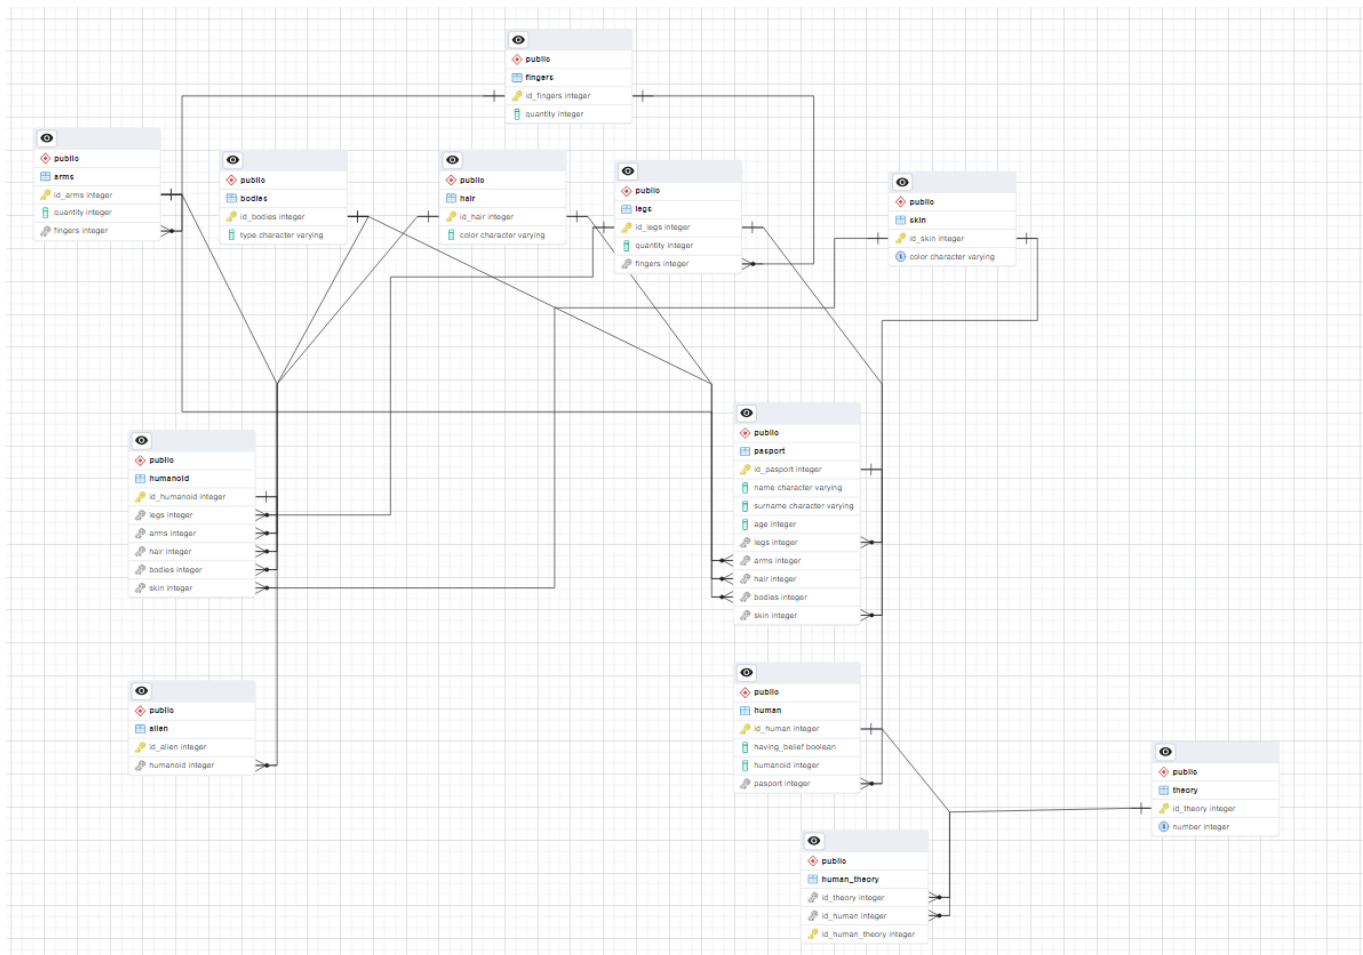 public
fingers
id_fingers integer
quantity integer
public
arms
id_arms integer
quantity integer
fingers integer
public
bodies
id_bodies integer
type character varying
public
hair
id_hair integer
color character varying
public
legs
id_legs integer
quantity integer
fingers integer
public
skin
id_skin integer
color character varying
public
humanoid
id_humanoid integer
legs integer
arms integer
hair integer
bodies integer
skin integer
public
pasport
id_pasport integer
name character varying
surname character varying
age integer
legs integer
arms integer
hair integer
bodies integer
skin integer
public
alien
id_alien integer
humanoid integer
public
human
id_human integer
having_belief boolean
humanoid integer
pasport integer
public
theory
id_theory integer
number integer
public
human_theory
id_theory integer
id_human integer
id_human_theory integer